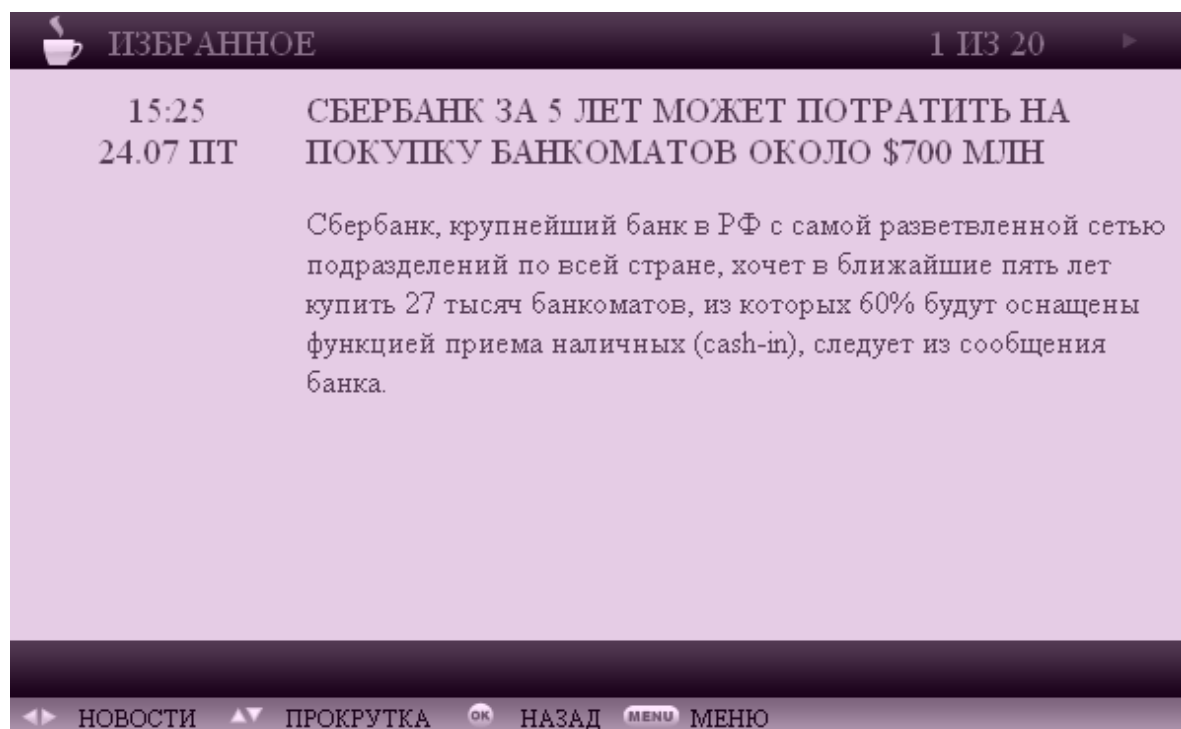 ИЗБРАННОЕ 1 ИЗ 20
15:25
24.07 ПТ
СБЕРБАНК ЗА 5 ЛЕТ МОЖЕТ ПОТРАТИТЬ НА
ПОКУПКУ БАНКОМАТОВ ОКОЛО $700 МЛН
Сбербанк, крупнейший банк в РФ с самой разветвленной сетью
подразделений по всей стране, хочет в ближайшие пять лет
купить 27 тысяч банкоматов, из которых 60% будут оснащены
функцией приема наличных (cash-in), следует из сообщения
банка.
НОВОСТИ ПРОКРУТКА OK НАЗАД MENU МЕНЮ